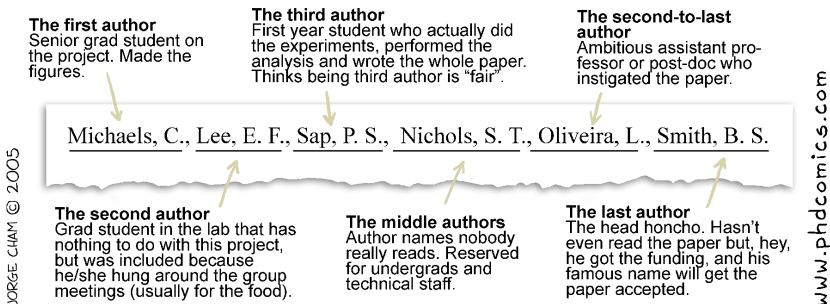 The first author
Senior grad student on
the project. Made the
figures.
The third author
First year student who actually did
the experiments, performed the
analysis and wrote the whole paper.
Thinks being third author is “fair”.
The second-to-last
author
Ambitious assistant pro-
fessor or post-doc who
instigated the paper.
Michaels, C., Lee, E. F., Sap, P. S., Nichols, S. T., Oliveira, L., Smith, B. S.
The second author
Grad student in the lab that has
nothing to do with this project,
but was included because
he/she hung around the group
meetings (usually for the food).
The middle authors
Author names nobody
really reads. Reserved
for undergrads and
technical staff.
The last author
The head honcho. Hasn’t
even read the paper but, hey,
he got the funding, and his
famous name will get the
paper accepted.
CHAM © 2005
www.phdcomics.com